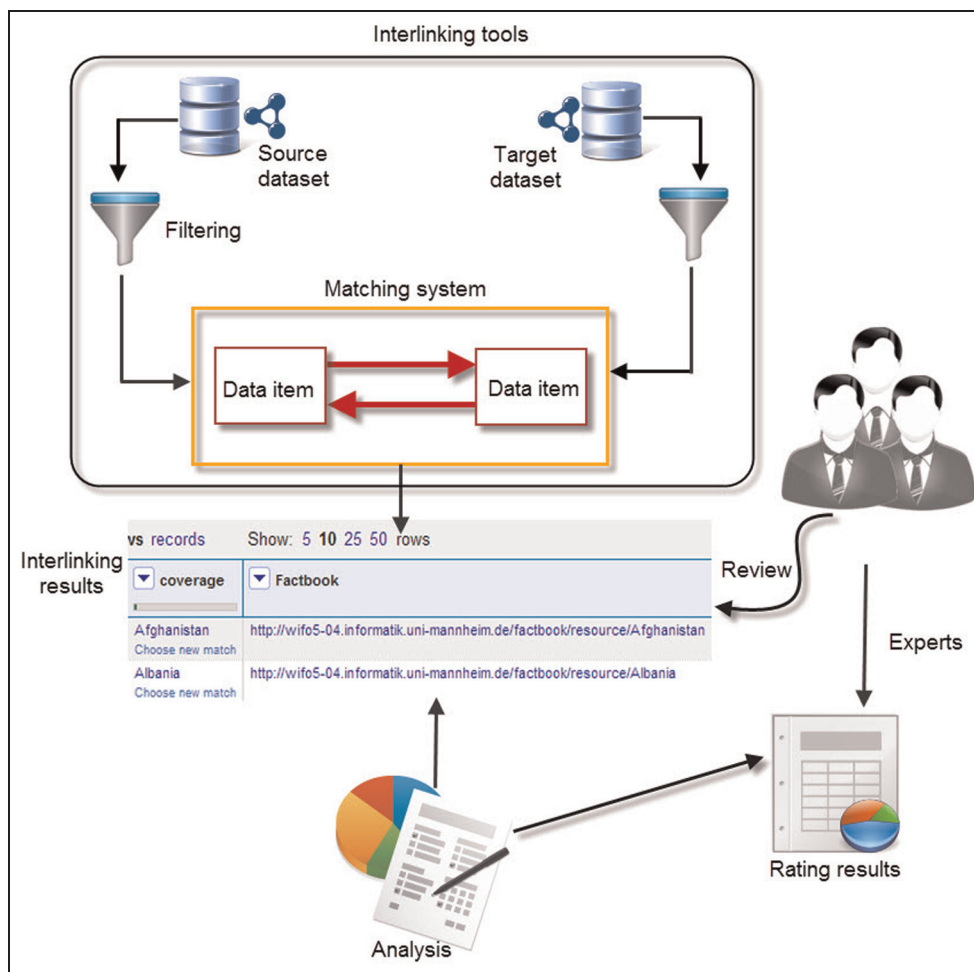 Interlinking tools
Source
dataset
Target
dataset
Filtering
Matching system
Data item
Data item
Interlinking
results
vs records Show: 5 10 25 50 rows
coverage Factbook
Afghanistan http://wifo5-04.informatik.uni-mannheim.de/factbook/resource/Afghanistan
Choose new match
Albania http://wifo5-04.informatik.uni-mannheim.de/factbook/resource/Albania
Choose new match
Review
Experts
Rating results
Analysis